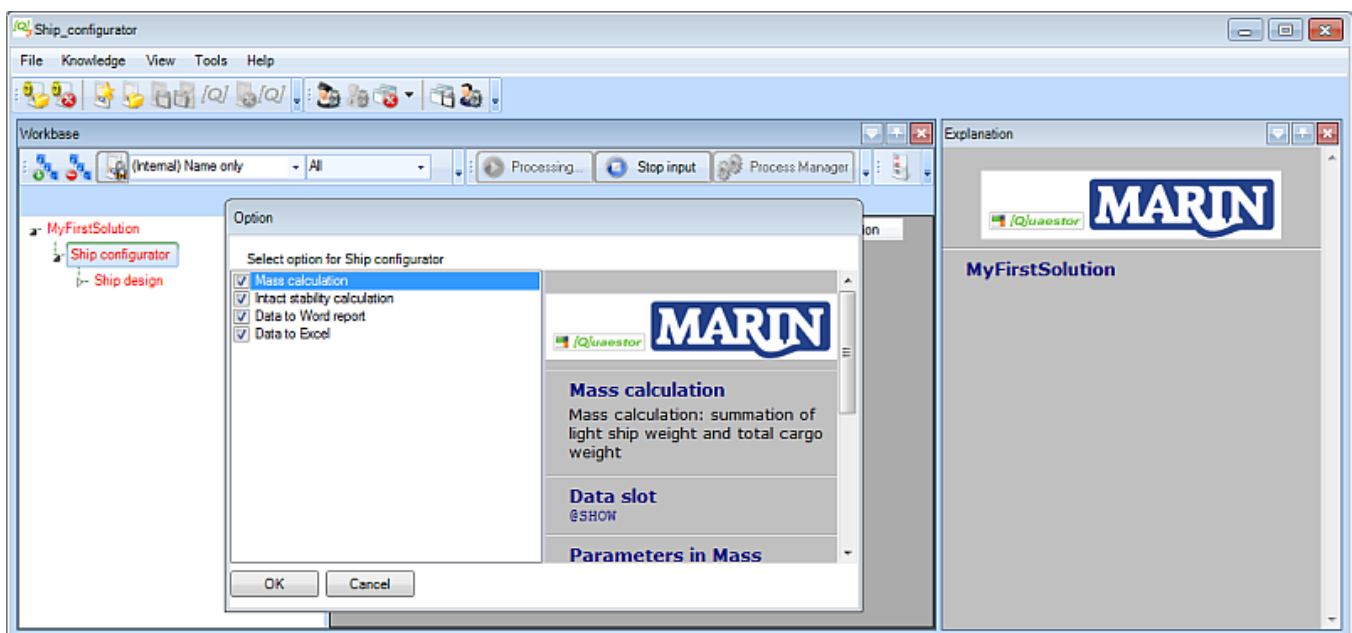 Ship_configurator
File Knowledge View Tools Help
[Q] [Q]
Workbase
Explanation
(Internal) Name only All Processing... Stop input Process Manager
MyFirstSolution
Ship configurator
Ship design
ion
Option
Select option for Ship configurator
Mass calculation
Intact stability calculation
Data to Word report
Data to Excel
[Q]uaestor MARIN
Mass calculation
Mass calculation: summation of
light ship weight and total cargo
weight
Data slot
@SHOW
Parameters in Mass
OK Cancel
[Q]uaestor MARIN
MyFirstSolution